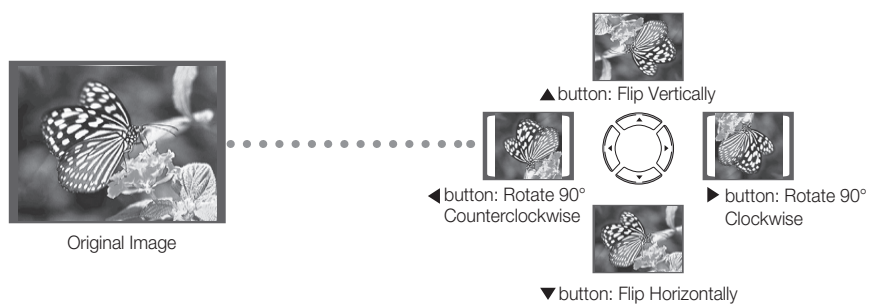 ▲ button: Flip Vertically
◀ button: Rotate 90°
Counterclockwise
▶ button: Rotate 90°
Clockwise
Original Image
▼ button: Flip Horizontally